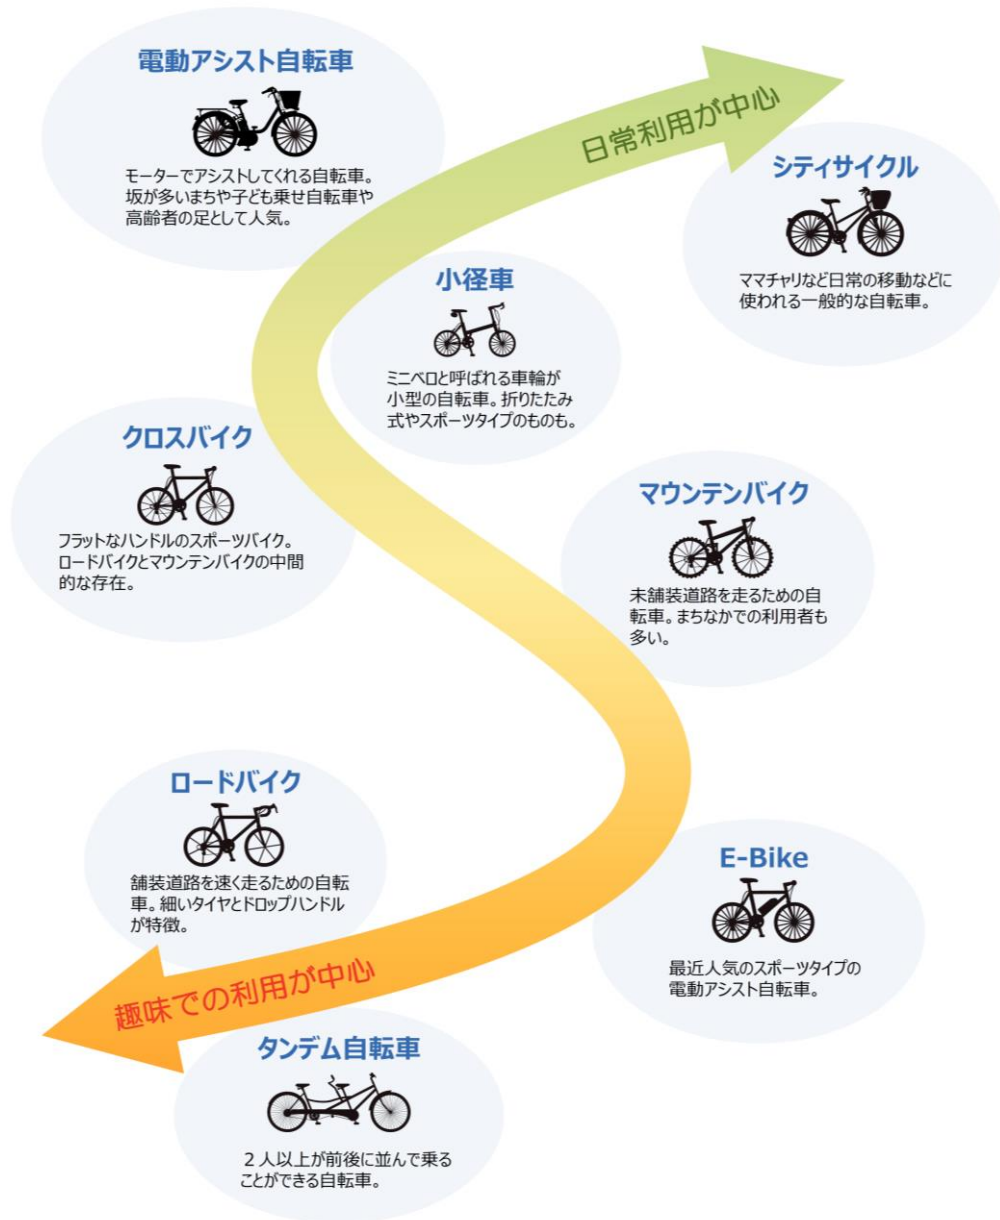 電動アシスト自転車
モーターでアシストしてくれる自転車。
坂が多いまちや子ども乗せ自転車や
高齢者の足として人気。
日常利用が中心
シティサイクル
ママチャリなど日常の移動などに
使われる一般的な自転車。
小径車
ミニベロと呼ばれる車輪が
小型の自転車。折りたたみ
式やスポーツタイプのものも。
クロスバイク
フラットなハンドルのスポーツバイク。
ロードバイクとマウンテンバイクの中間
的な存在。
マウンテンバイク
未舗装道路を走るための自
転車。まちなかでの利用者も
多い。
ロードバイク
舗装道路を速く走るための自転
車。細いタイヤとドロップハンドル
が特徴。
E-Bike
最近人気のスポーツタイプの
電動アシスト自転車。
趣味での利用が中心
タンデム自転車
２人以上が前後に並んで乗る
ことができる自転車。